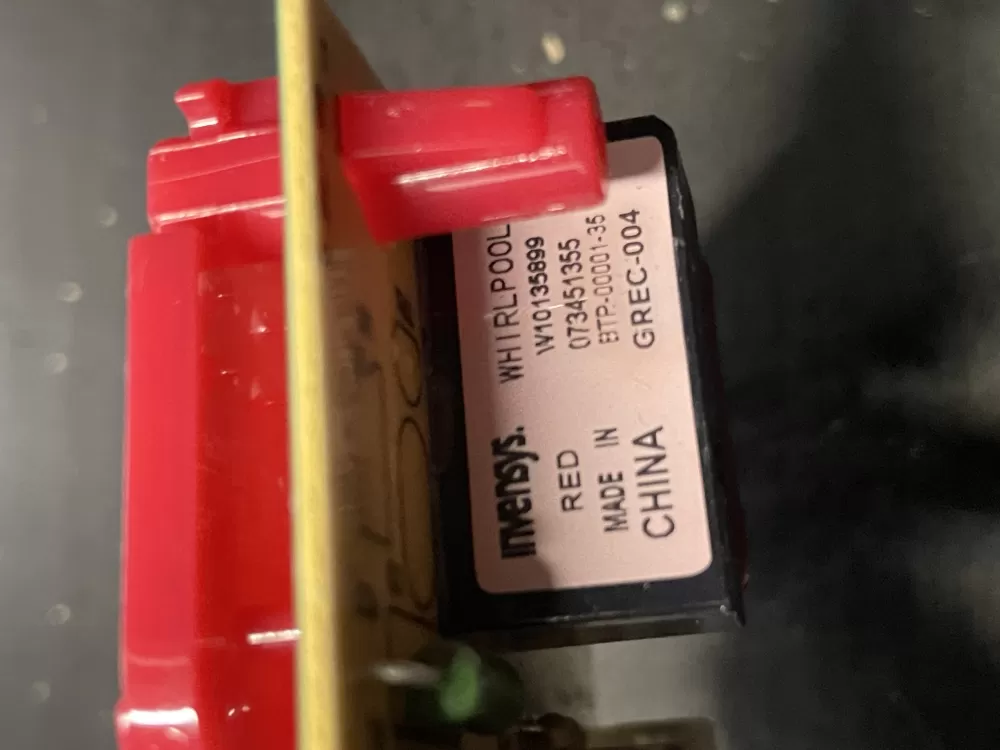 invensys. WHIRLPOOL
RED W10135899
073451355
MADE IN BTP-00001-35
CHINA GREC-004